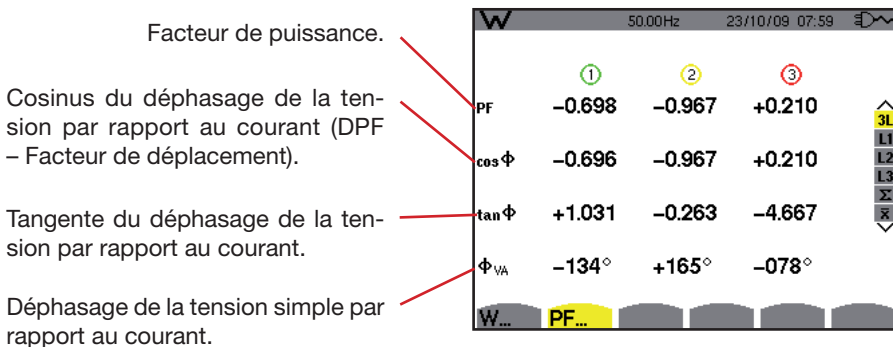 Facteur de puissance.
Cosinus du déphasage de la ten-
sion par rapport au courant (DPF
– Facteur de déplacement).
Tangente du déphasage de la ten-
sion par rapport au courant.
Déphasage de la tension simple par
rapport au courant.
W 50.00Hz 23/10/09 07:59
1 2 3
PF −0.698 −0.967 +0.210
cos Φ −0.696 −0.967 +0.210
tan Φ +1.031 −0.263 −4.667
ΦVA −134° +165° −078°
3L
L1
L2
L3
Σ
x̄
W... PF...